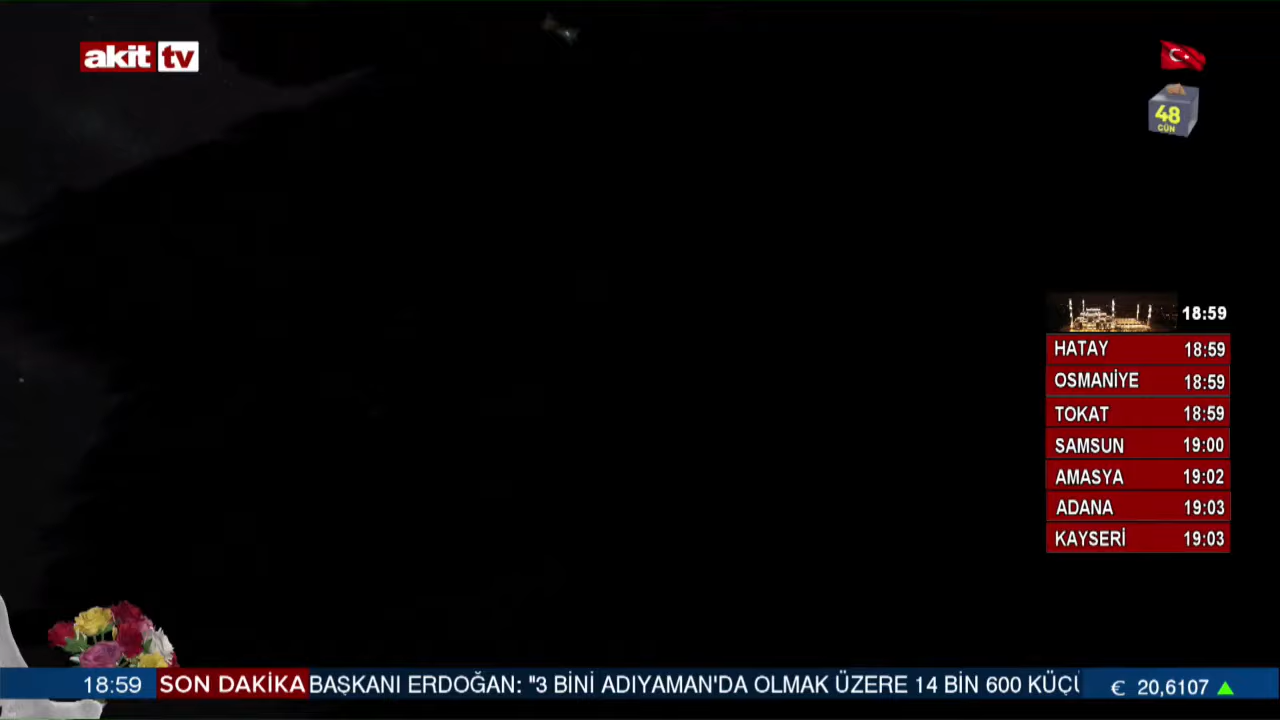 akit tv
48
GÜN
18:59
HATAY 18:59
OSMANİYE 18:59
TOKAT 18:59
SAMSUN 19:00
AMASYA 19:02
ADANA 19:03
KAYSERİ 19:03
18:59 SON DAKİKA BAŞKANI ERDOĞAN: "3 BİNİ ADIYAMAN'DA OLMAK ÜZERE 14 BİN 600 KÜÇÜ € 20,6107